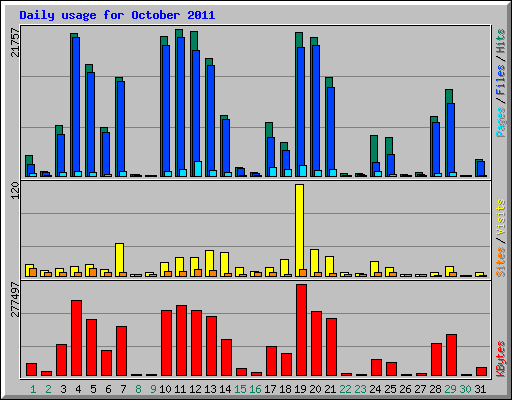 Daily usage for October 2011
21757
Pages / Files / Hits
120
Sites / Visits
277497
KBytes
1 2 3 4 5 6 7 8 9 10 11 12 13 14 15 16 17 18 19 20 21 22 23 24 25 26 27 28 29 30 31